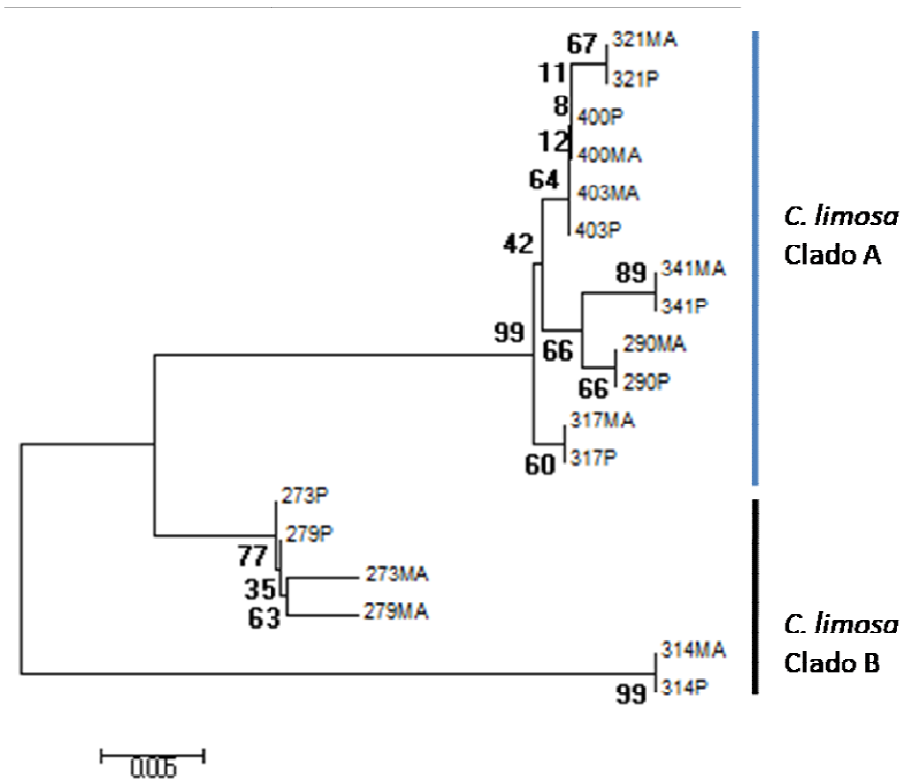 67
321MA
11
321P
8
400P
12
400MA
64
403MA
403P
42
C. limosa
Clado A
89
341MA
341P
99
66
290MA
66
290P
317MA
60
317P
273P
279P
77
273MA
35
63
279MA
C. limosa
Clado B
314MA
99
314P
0.005